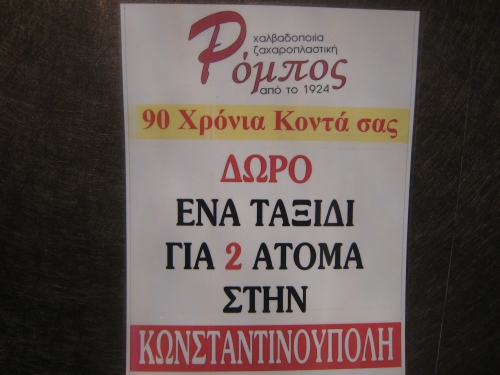 χαλβαδοποιία
ζαχαροπλαστική
Ρόμπος
από το 1924
90 Χρόνια Κοντά σας
ΔΩΡΟ
ΕΝΑ ΤΑΞΙΔΙ
ΓΙΑ 2 ΑΤΟΜΑ
ΣΤΗΝ
ΚΩΝΣΤΑΝΤΙΝΟΥΠΟΛΗ